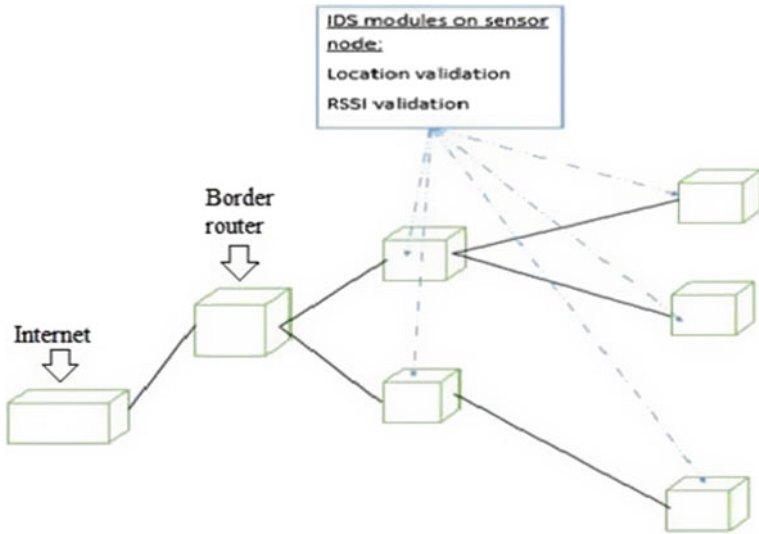 IDS modules on sensor
node:
Location validation
RSSI validation
Border
router
Internet